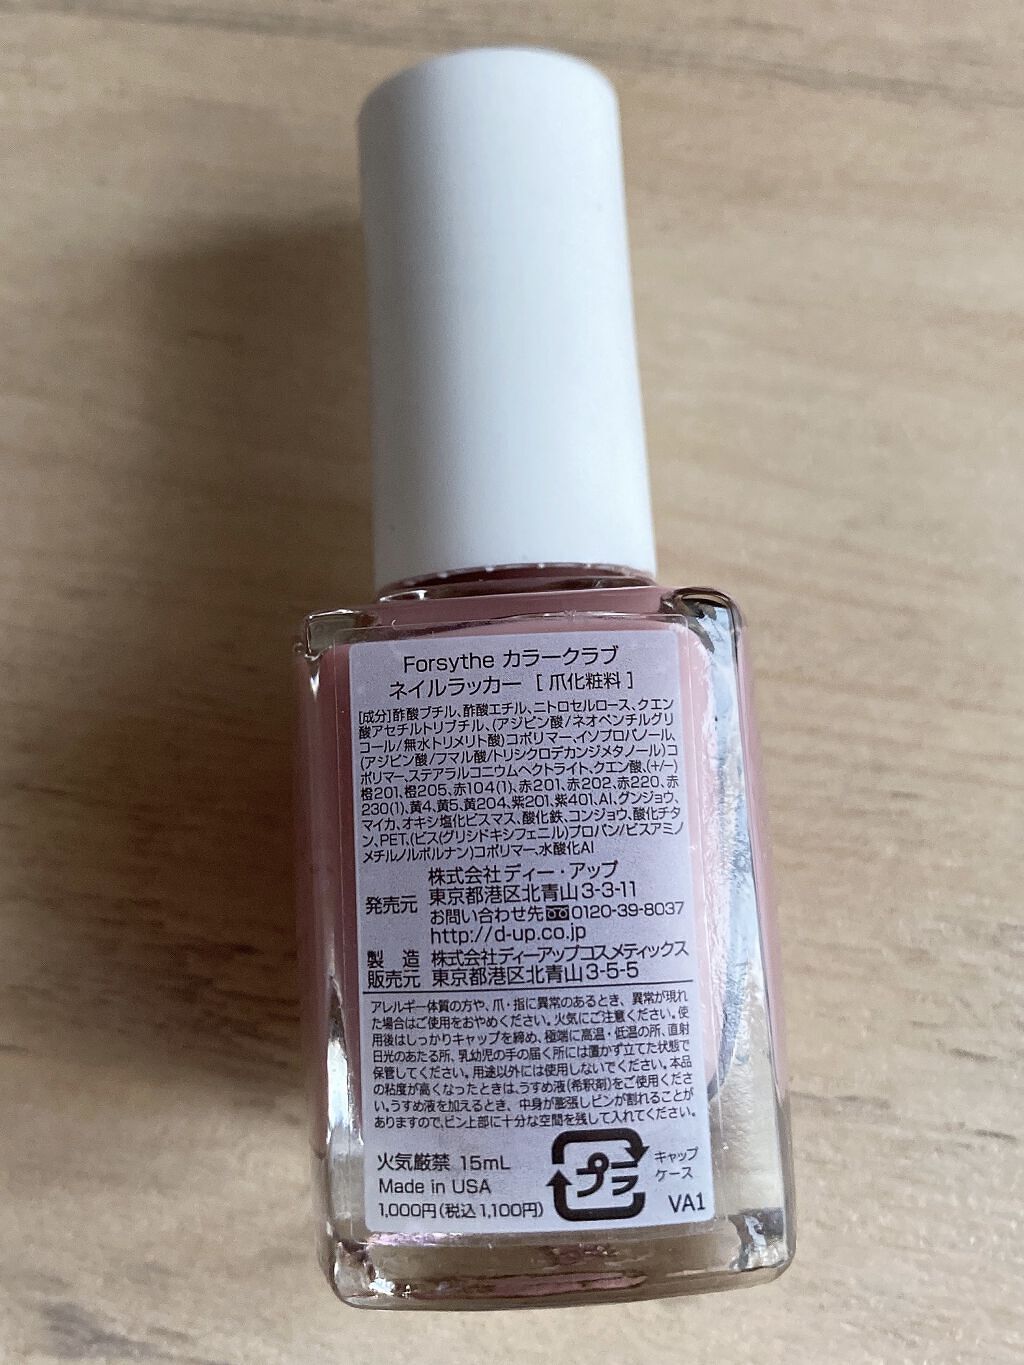 Forsythe カラークラブ
ネイルラッカー [ 爪化粧料 ]
[成分]酢酸ブチル、酢酸エチル、ニトロセルロース、クエン
酸アセチルトリブチル、(アジピン酸/ネオペンチルグリ
コール/無水トリメリト酸)コポリマー、イソプロパノール、
(アジピン酸/フマル酸/トリシクロデカンジメタノール)コ
ポリマー、ステアラルコニウムヘクトライト、クエン酸、(+/−)
橙201、橙205、赤104(1)、赤201、赤202、赤220、赤
230(1)、黄4、黄5、黄204、紫201、紫401、Al、グンジョウ、
マイカ、オキシ塩化ビスマス、酸化鉄、コンジョウ、酸化チタ
ン、PET、(ビス(グリシドキシフェニル)プロパン/ビスアミノ
メチルノルボルナン)コポリマー、水酸化Al
発売元 株式会社ディー・アップ
東京都港区北青山3-3-11
お問い合わせ先 0120-39-8037
http://d-up.co.jp
製 造 株式会社ディーアップコスメティックス
販売元 東京都港区北青山3-5-5
アレルギー体質の方や、爪・指に異常のあるとき、異常が現れ
た場合はご使用をおやめください。火気にご注意ください。使
用後はしっかりキャップを締め、極端に高温・低温の所、直射
日光のあたる所、乳幼児の手の届く所には置かず立てた状態で
保管してください。用途以外には使用しないでください。本品
の粘度が高くなったときは、うすめ液(希釈剤)をご使用くださ
い。うすめ液を加えるとき、中身が膨張しビンが割れることが
ありますので、ビン上部に十分な空間を残して入れてください。
火気厳禁 15mL
Made in USA
1,000円(税込1,100円)
プラ
キャップ
ケース
VA1